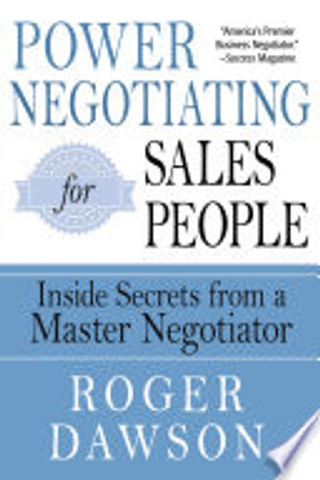 POWER
"America's Premier
Business Negotiator."
–Success Magazine
NEGOTIATING
for
SALES
PEOPLE
Inside Secrets from a
Master Negotiator
ROGER
DAWSON